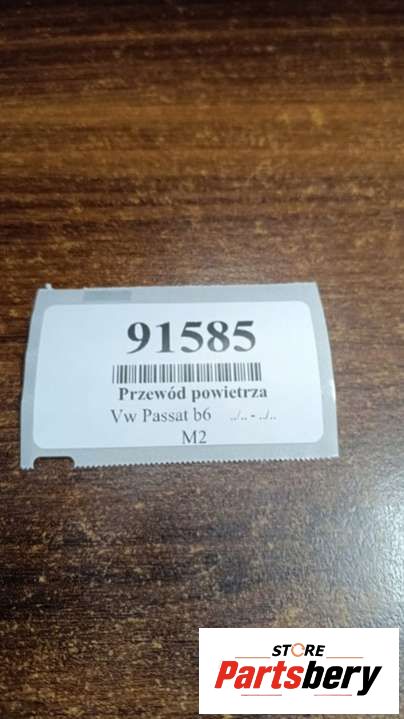 91585
Przewód powietrza
Vw Passat b6 ../.. - ../..
M2
STORE
Partsbery